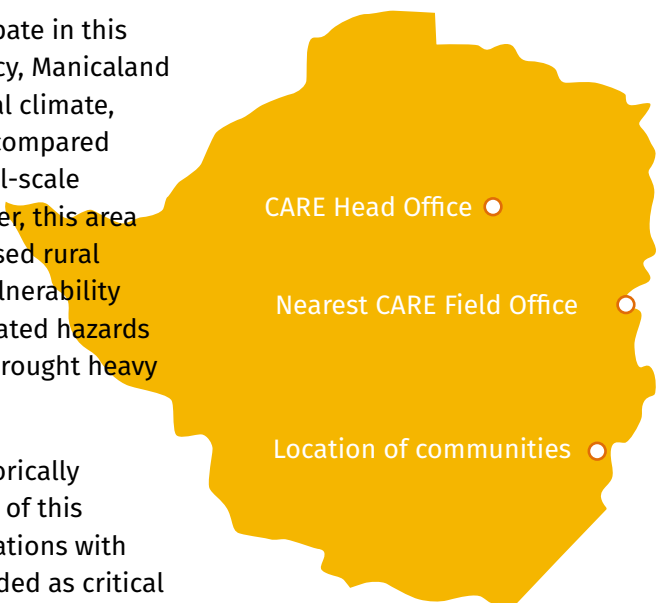 pate in this
cy, Manicaland
al climate,
compared
l-scale
er, this area
sed rural
lnerability
ated hazards
rought heavy
orically
of this
ations with
ded as critical
CARE Head Office
Nearest CARE Field Office
Location of communities